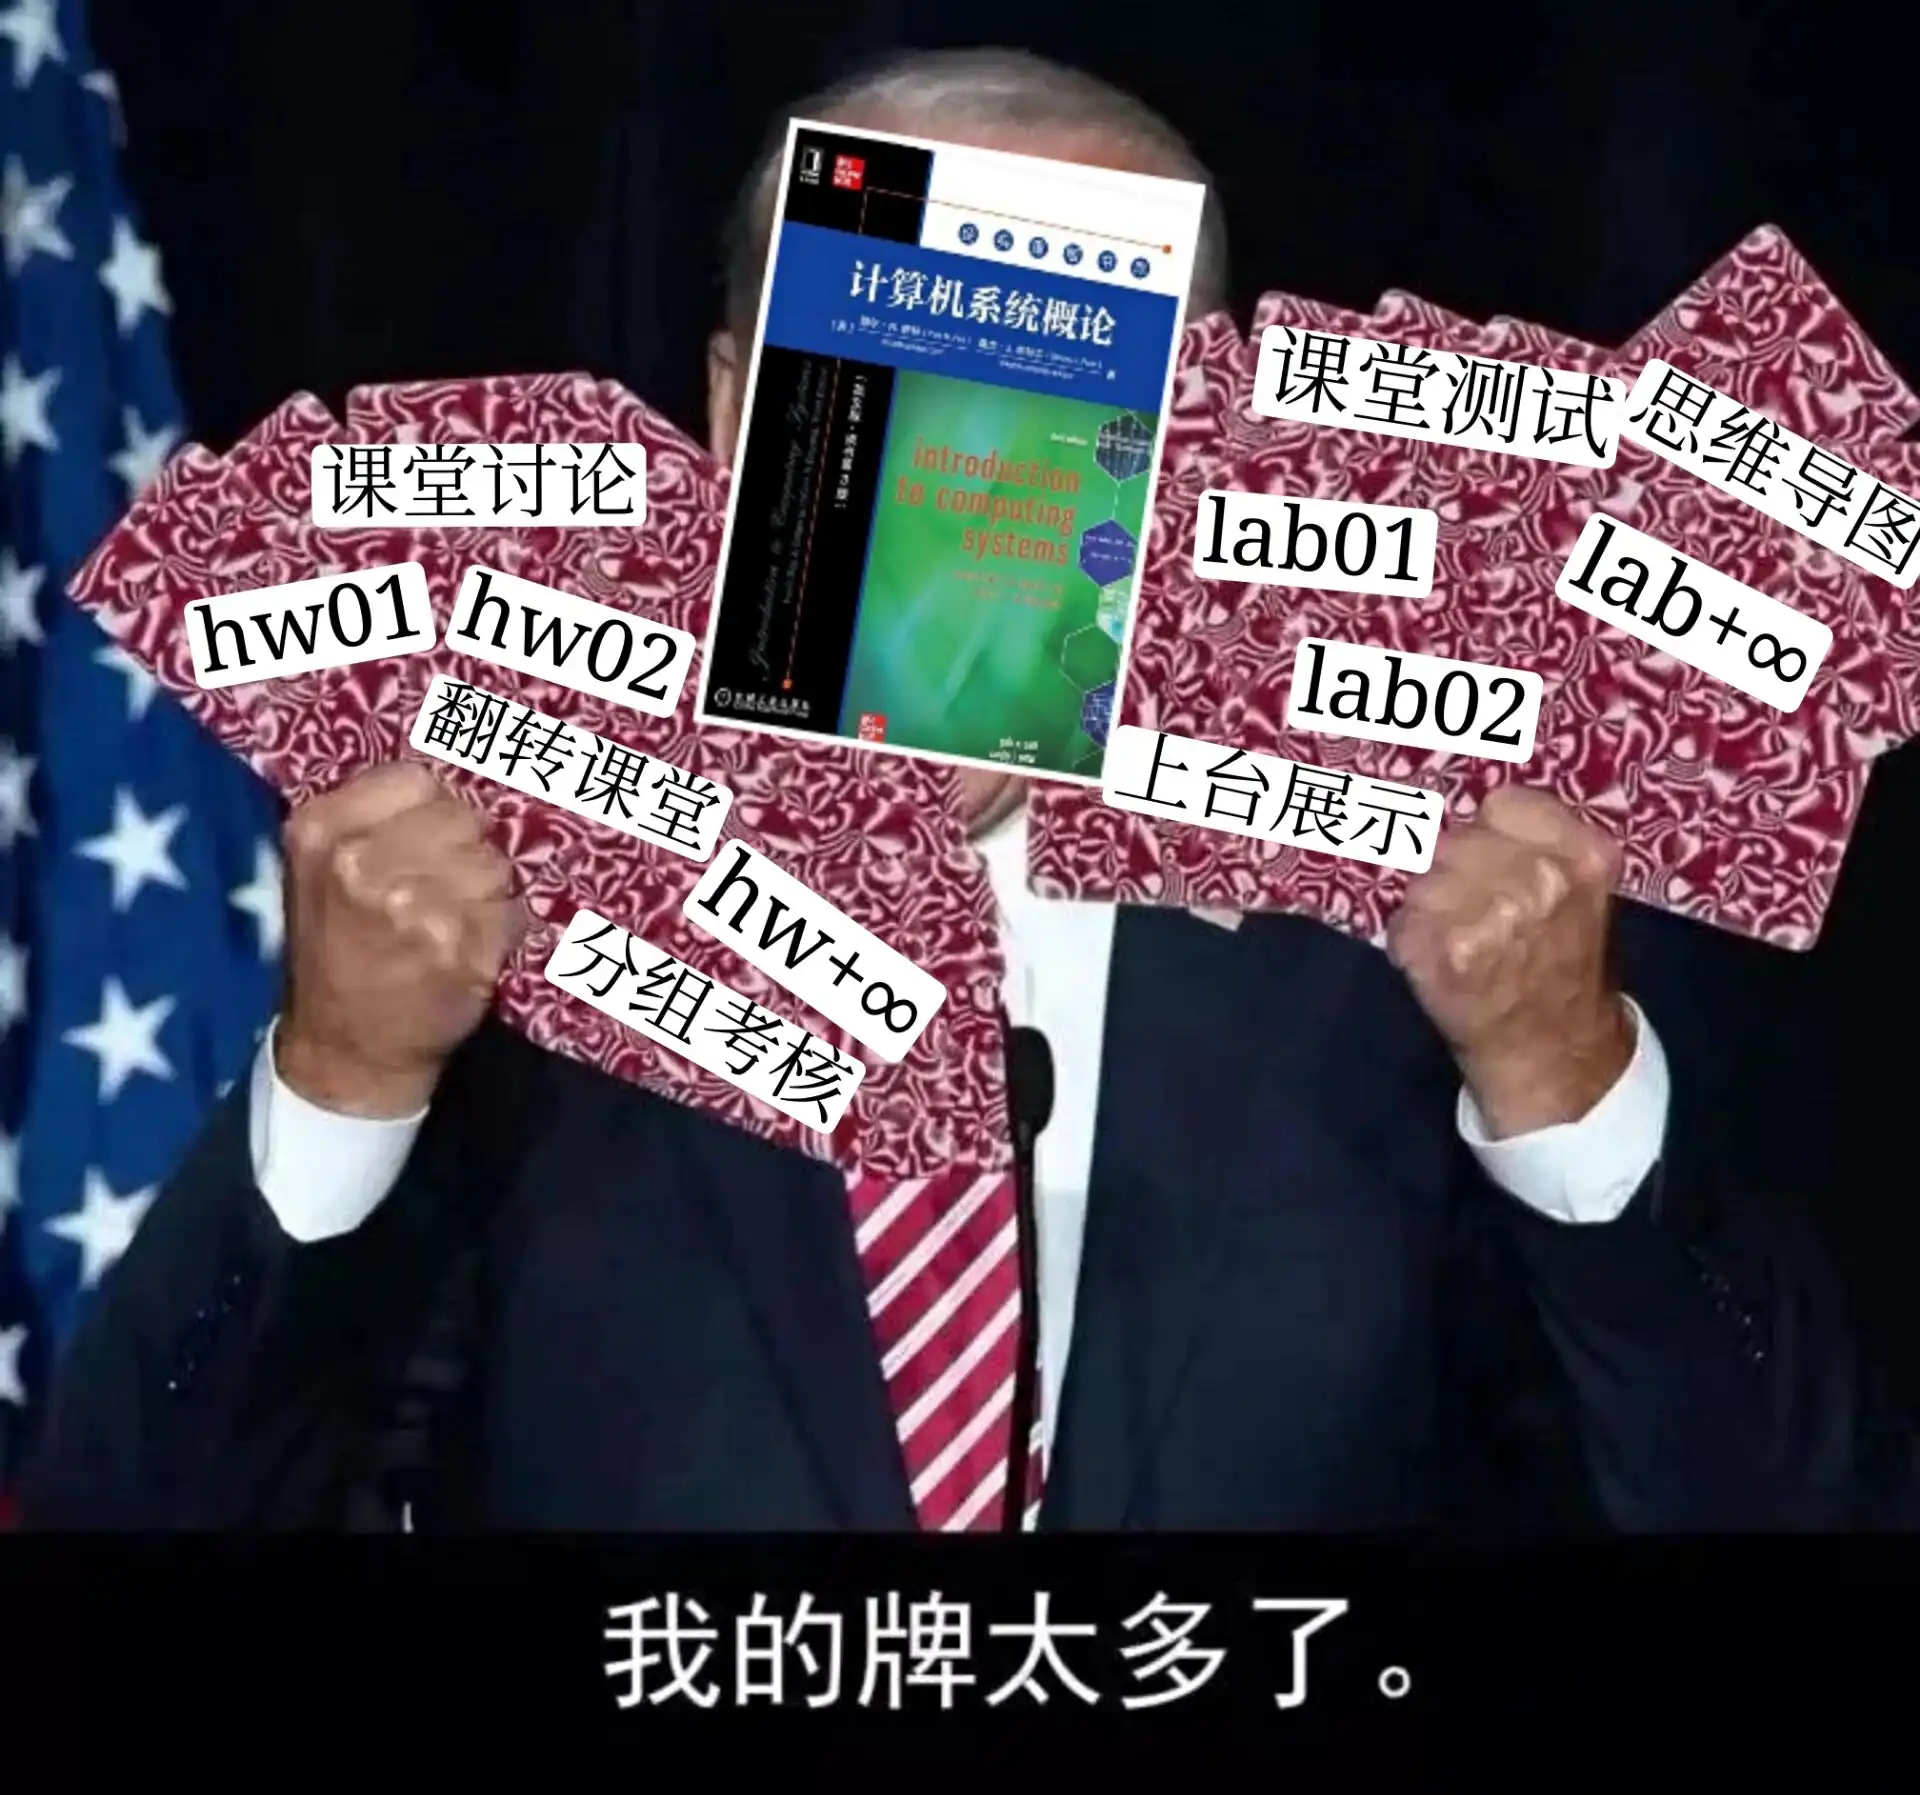 计算机系统概论
introduction
to computing
systems
课堂讨论
hw01
hw02
翻转课堂
hw+∞
分组考核
课堂测试
思维导图
lab01
lab+∞
lab02
上台展示
我的牌太多了。